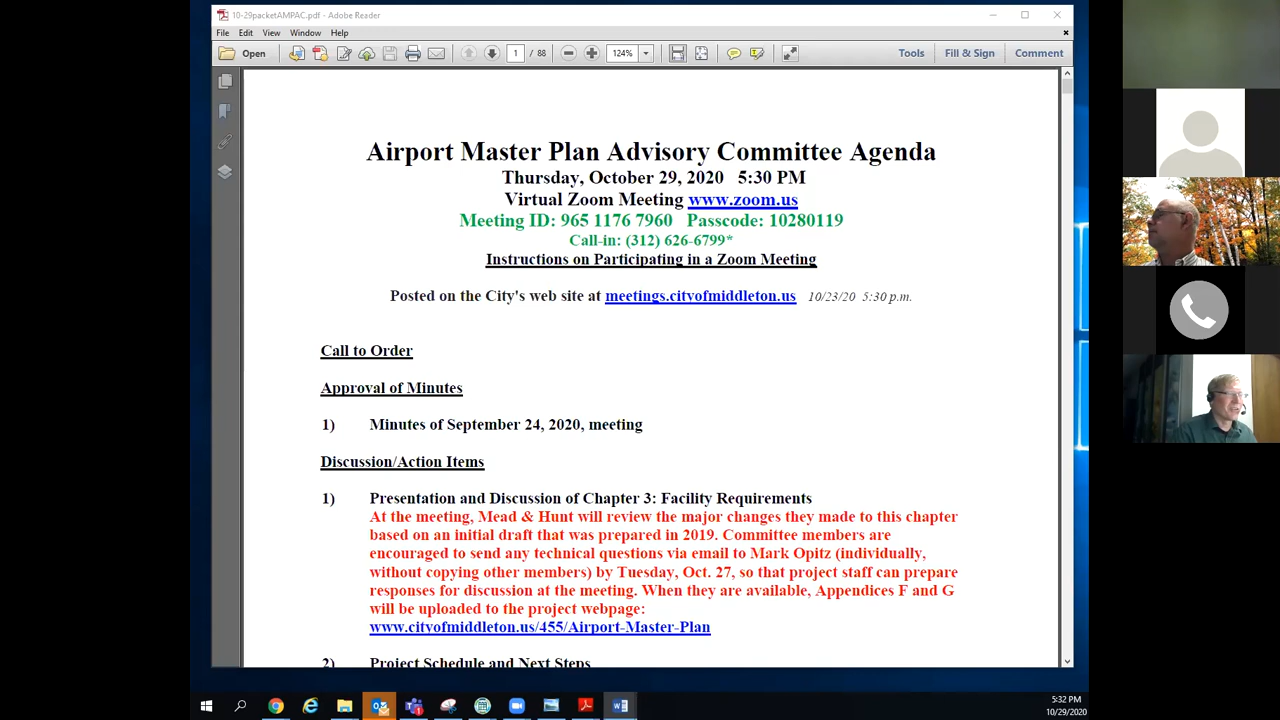 10-29packetAMPAC.pdf - Adobe Reader
File Edit View Window Help
Open 1 / 88 124% Tools Fill & Sign Comment
Airport Master Plan Advisory Committee Agenda
Thursday, October 29, 2020 5:30 PM
Virtual Zoom Meeting www.zoom.us
Meeting ID: 965 1176 7960 Passcode: 10280119
Call-in: (312) 626-6799*
Instructions on Participating in a Zoom Meeting
Posted on the City's web site at meetings.cityofmiddleton.us 10/23/20 5:30 p.m.
Call to Order
Approval of Minutes
1) Minutes of September 24, 2020, meeting
Discussion/Action Items
1) Presentation and Discussion of Chapter 3: Facility Requirements
At the meeting, Mead & Hunt will review the major changes they made to this chapter
based on an initial draft that was prepared in 2019. Committee members are
encouraged to send any technical questions via email to Mark Opitz (individually,
without copying other members) by Tuesday, Oct. 27, so that project staff can prepare
responses for discussion at the meeting. When they are available, Appendices F and G
will be uploaded to the project webpage:
www.cityofmiddleton.us/455/Airport-Master-Plan
2) Project Schedule and Next Steps
5:32 PM
10/29/2020